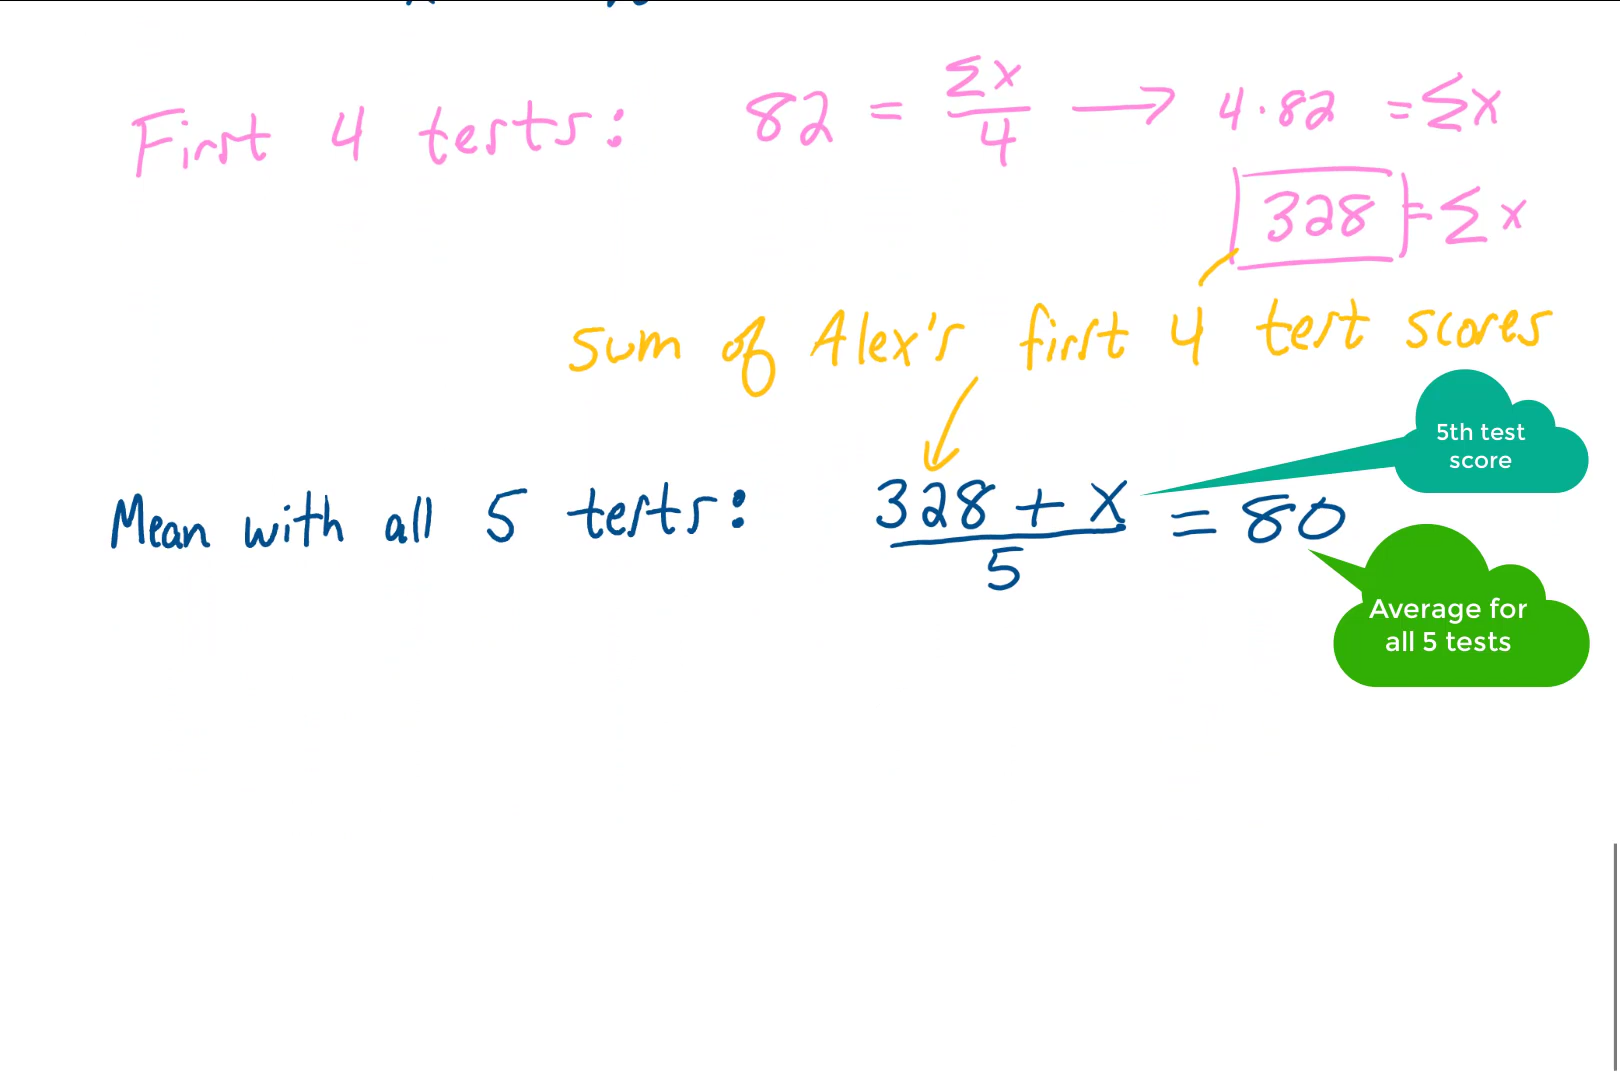 First 4 tests: 82 = Σx/4 → 4·82 = Σx
328 = Σx
sum of Alex's first 4 test scores
5th test
score
Mean with all 5 tests: (328 + x)/5 = 80
Average for
all 5 tests